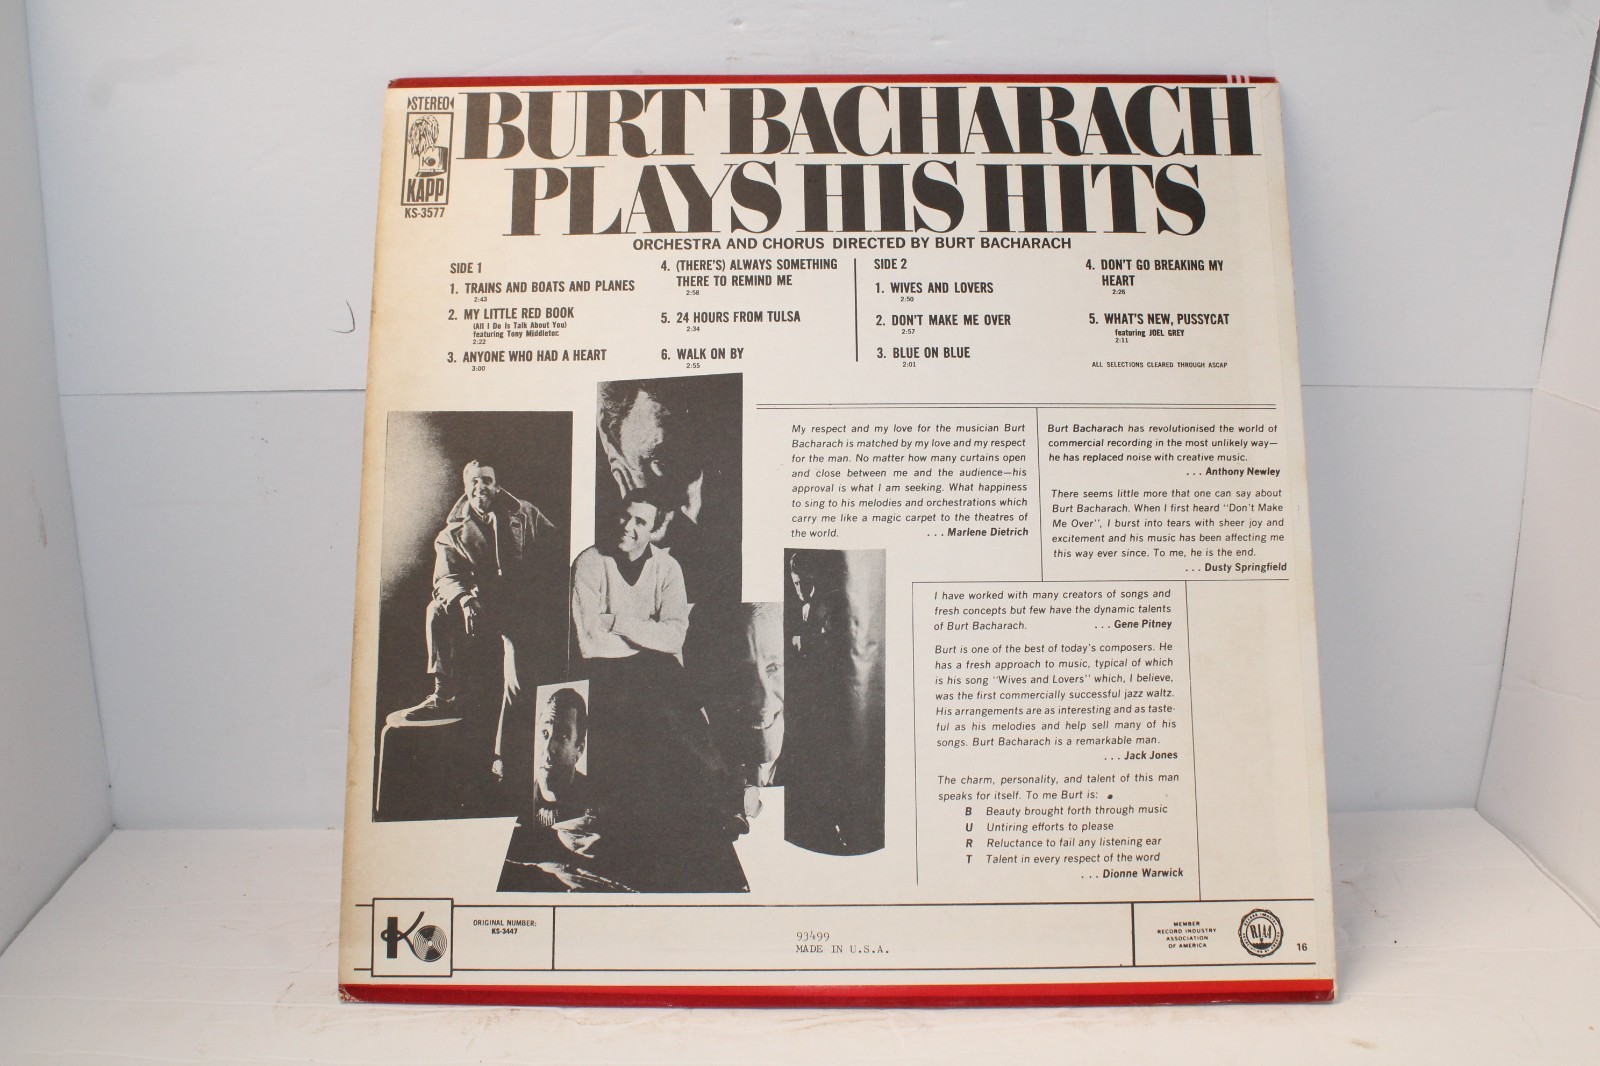 STEREO
KAPP
KS-3577
BURT BACHARACH
PLAYS HIS HITS
ORCHESTRA AND CHORUS DIRECTED BY BURT BACHARACH
SIDE 1
1. TRAINS AND BOATS AND PLANES
2:43
2. MY LITTLE RED BOOK
(All I Do Is Talk About You)
featuring Tony Middleton
2:22
3. ANYONE WHO HAD A HEART
3:00
4. (THERE'S) ALWAYS SOMETHING
THERE TO REMIND ME
2:58
5. 24 HOURS FROM TULSA
2:34
6. WALK ON BY
2:55
SIDE 2
1. WIVES AND LOVERS
2:50
2. DON'T MAKE ME OVER
2:57
3. BLUE ON BLUE
2:01
4. DON'T GO BREAKING MY
HEART
2:26
5. WHAT'S NEW, PUSSYCAT
featuring JOEL GREY
2:11
ALL SELECTIONS CLEARED THROUGH ASCAP
My respect and my love for the musician Burt
Bacharach is matched by my love and my respect
for the man. No matter how many curtains open
and close between me and the audience—his
approval is what I am seeking. What happiness
to sing to his melodies and orchestrations which
carry me like a magic carpet to the theatres of
the world. . . . Marlene Dietrich
Burt Bacharach has revolutionised the world of
commercial recording in the most unlikely way—
he has replaced noise with creative music.
. . . Anthony Newley
There seems little more that one can say about
Burt Bacharach. When I first heard "Don't Make
Me Over", I burst into tears with sheer joy and
excitement and his music has been affecting me
this way ever since. To me, he is the end.
. . . Dusty Springfield
I have worked with many creators of songs and
fresh concepts but few have the dynamic talents
of Burt Bacharach. . . . Gene Pitney
Burt is one of the best of today's composers. He
has a fresh approach to music, typical of which
is his song "Wives and Lovers" which, I believe,
was the first commercially successful jazz waltz.
His arrangements are as interesting and as taste-
ful as his melodies and help sell many of his
songs. Burt Bacharach is a remarkable man.
. . . Jack Jones
The charm, personality, and talent of this man
speaks for itself. To me Burt is:
B Beauty brought forth through music
U Untiring efforts to please
R Reluctance to fail any listening ear
T Talent in every respect of the word
. . . Dionne Warwick
ORIGINAL NUMBER:
KS-3447
93499
MADE IN U.S.A.
MEMBER
RECORD INDUSTRY
ASSOCIATION
OF AMERICA
RIAA
16